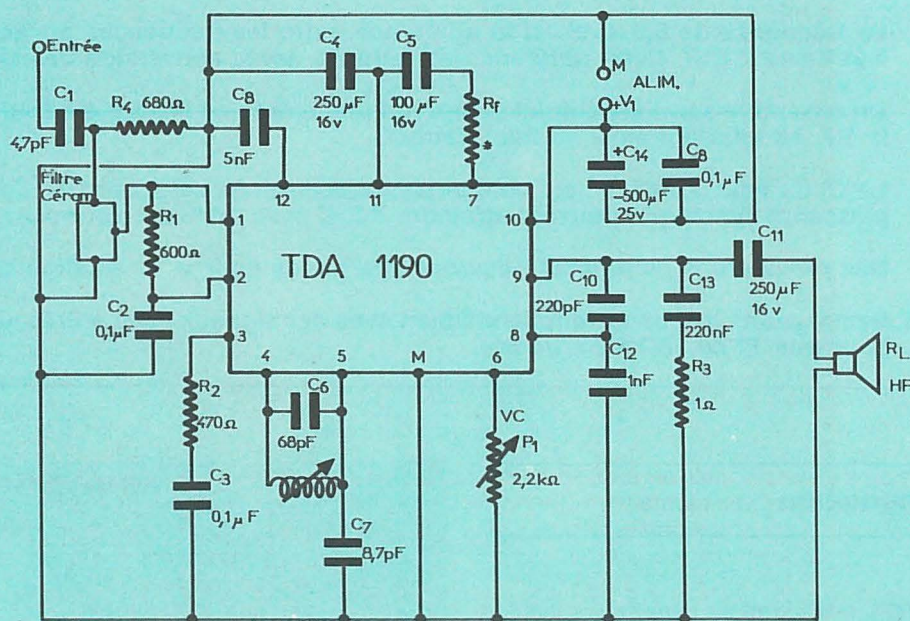 Entrée
C1
4,7pF
R4
680Ω
C8
5nF
C4
250µF
16v
C5
100µF
16v
Rf
*
M
ALIM.
+V1
+C14
-500µF
25v
C8
0,1µF
Filtre
Céram
R1
600Ω
C2
0,1µF
12
11
7
1
2
3
10
9
8
TDA 1190
4
5
M
6
C10
220pF
C13
220nF
C11
250µF
16v
C12
1nF
R3
1Ω
RL
HF
R2
470Ω
C6
68pF
C3
0,1µF
C7
8,7pF
VC
P1
2,2kΩ